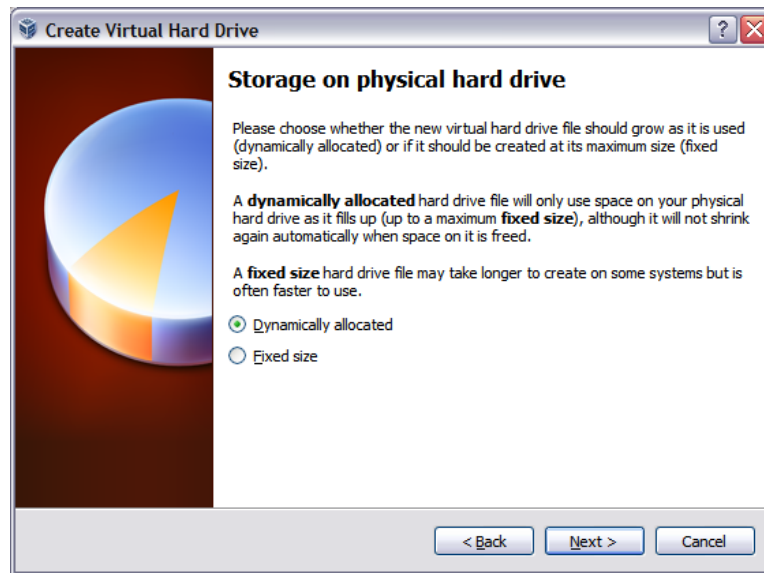 Create Virtual Hard Drive
?
Storage on physical hard drive
Please choose whether the new virtual hard drive file should grow as it is used
(dynamically allocated) or if it should be created at its maximum size (fixed
size).
A dynamically allocated hard drive file will only use space on your physical
hard drive as it fills up (up to a maximum fixed size), although it will not shrink
again automatically when space on it is freed.
A fixed size hard drive file may take longer to create on some systems but is
often faster to use.
Dynamically allocated
Fixed size
< Back Next > Cancel